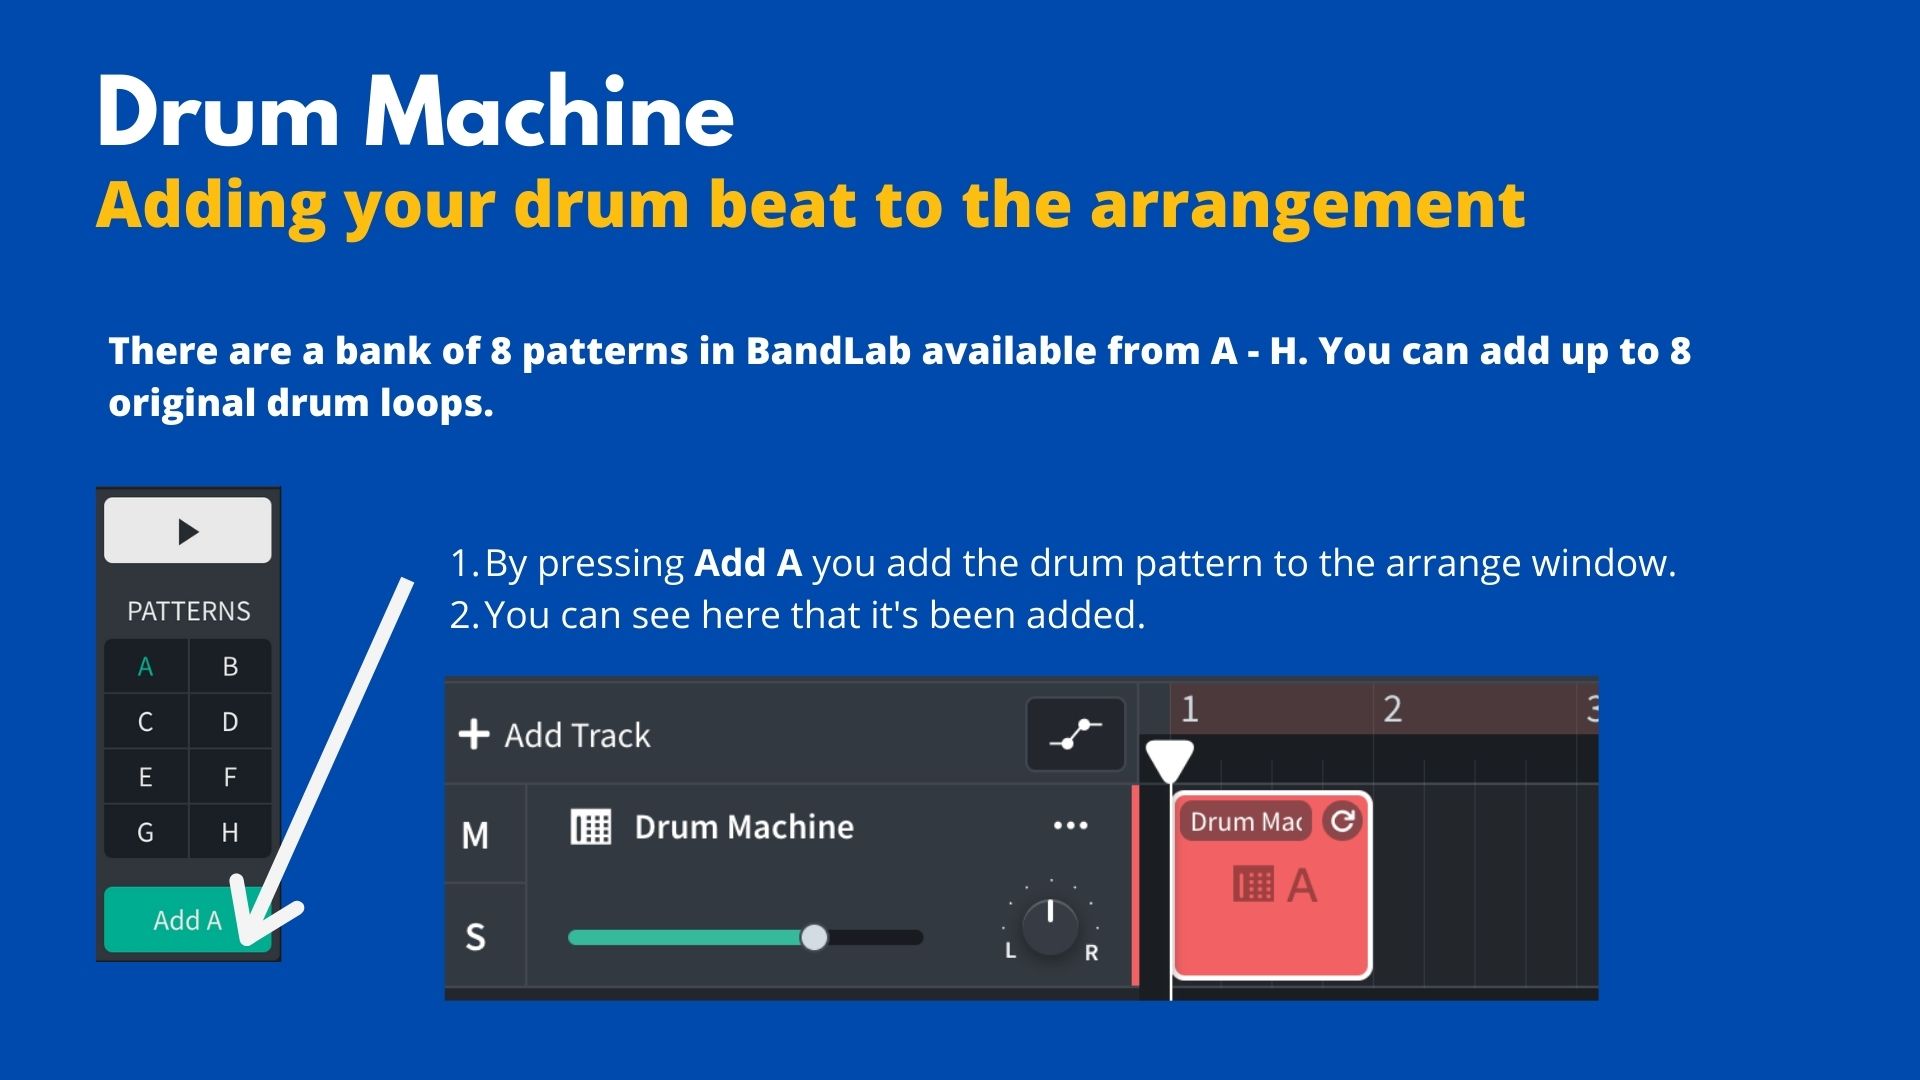 Drum Machine
Adding your drum beat to the arrangement
There are a bank of 8 patterns in BandLab available from A - H. You can add up to 8
original drum loops.
PATTERNS
A B
C D
E F
G H
Add A
1. By pressing Add A you add the drum pattern to the arrange window.
2. You can see here that it's been added.
+ Add Track
1 2 3
M
Drum Machine
...
S
L R
Drum Mac
A